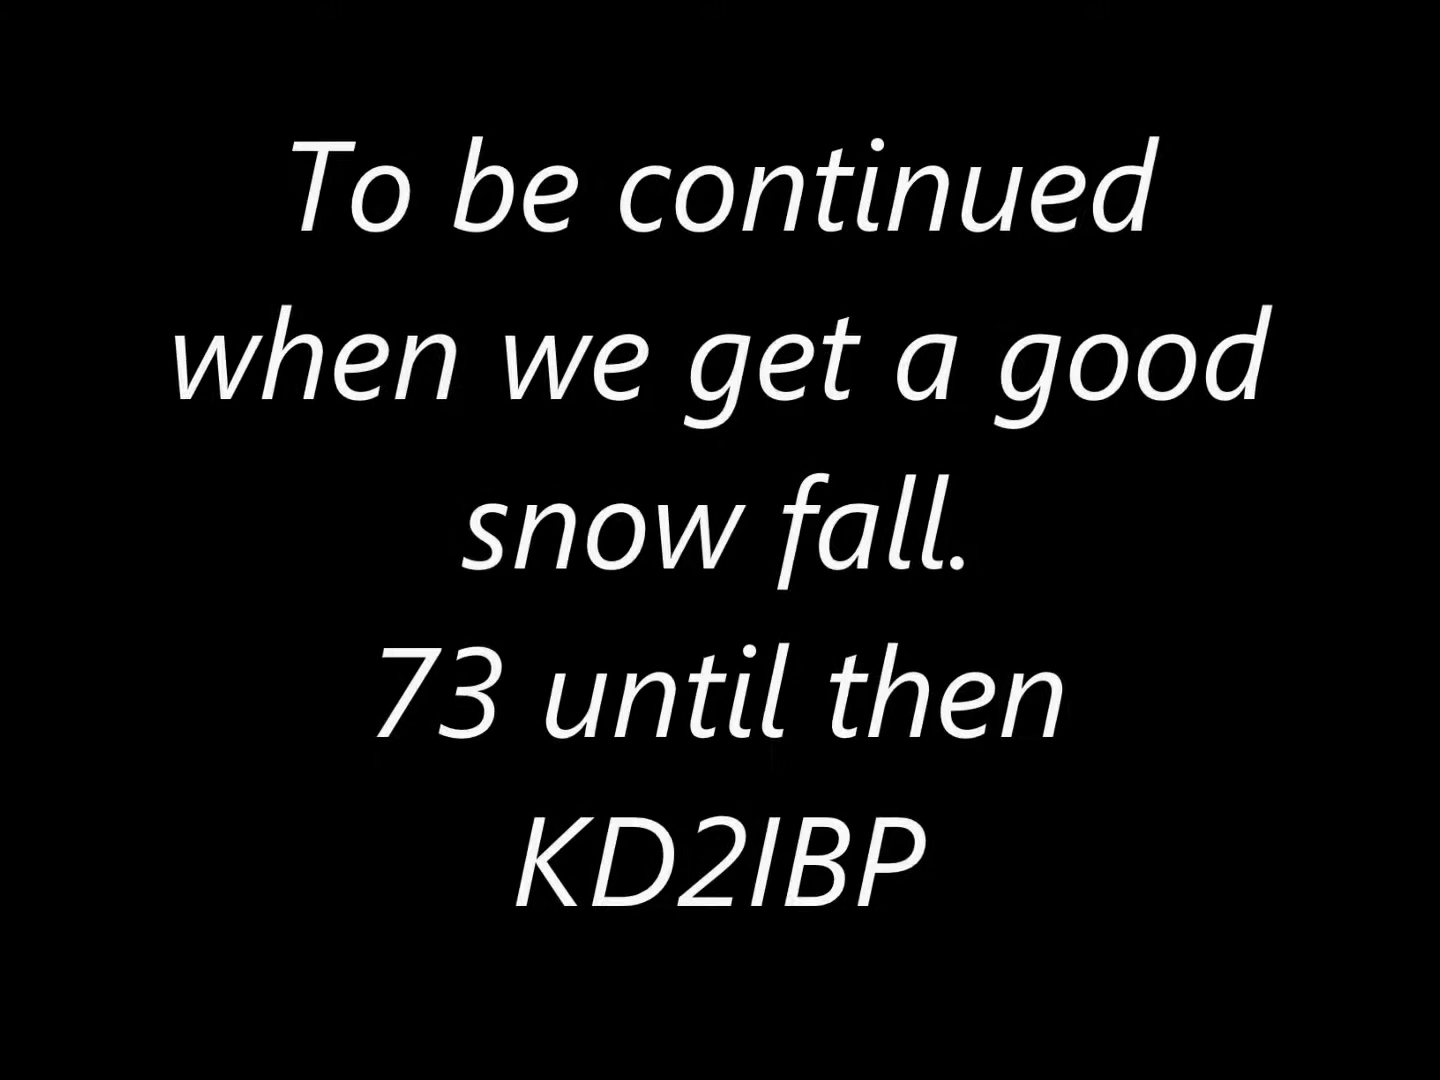 To be continued
when we get a good
snow fall.
73 until then
KD2IBP